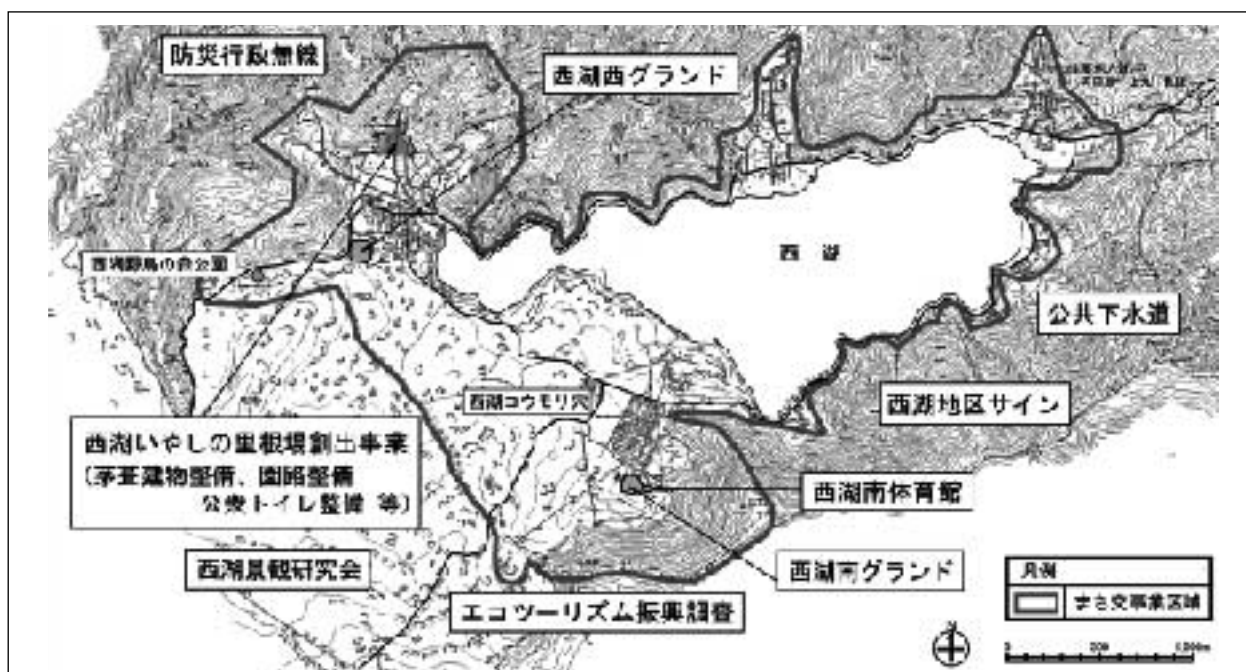 防災行政無線
西湖西グランド
西湖野鳥の森公園
西湖
公共下水道
西湖コウモリ穴
西湖地区サイン
西湖いやしの里根場創出事業
(茅葺建物整備、園路整備
公衆トイレ整備 等)
西湖南体育館
西湖景観研究会
西湖南グランド
エコツーリズム振興調査
凡例
まち交事業区域
N
0
500
1,000m